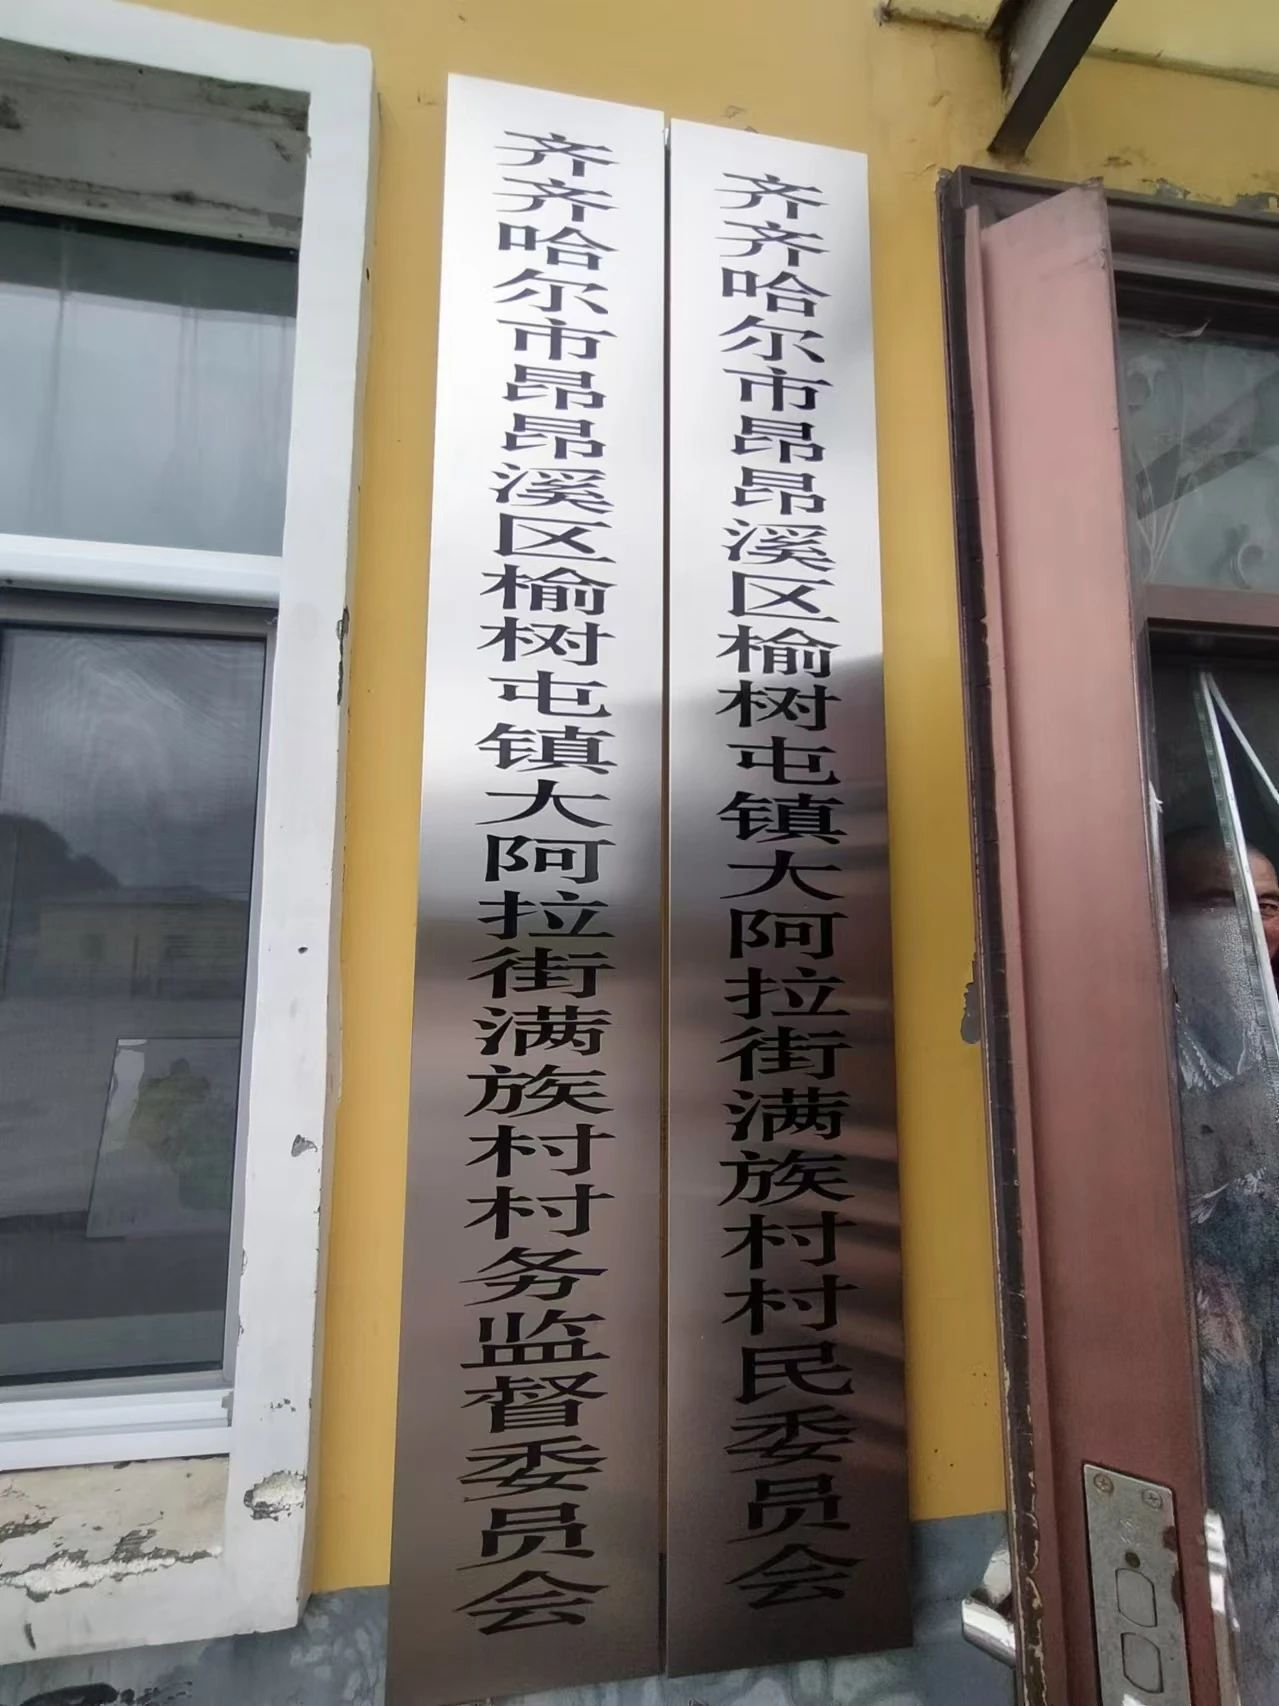 齐齐哈尔市昂昂溪区榆树屯镇大阿拉街满族村村民委员会
齐齐哈尔市昂昂溪区榆树屯镇大阿拉街满族村村务监督委员会